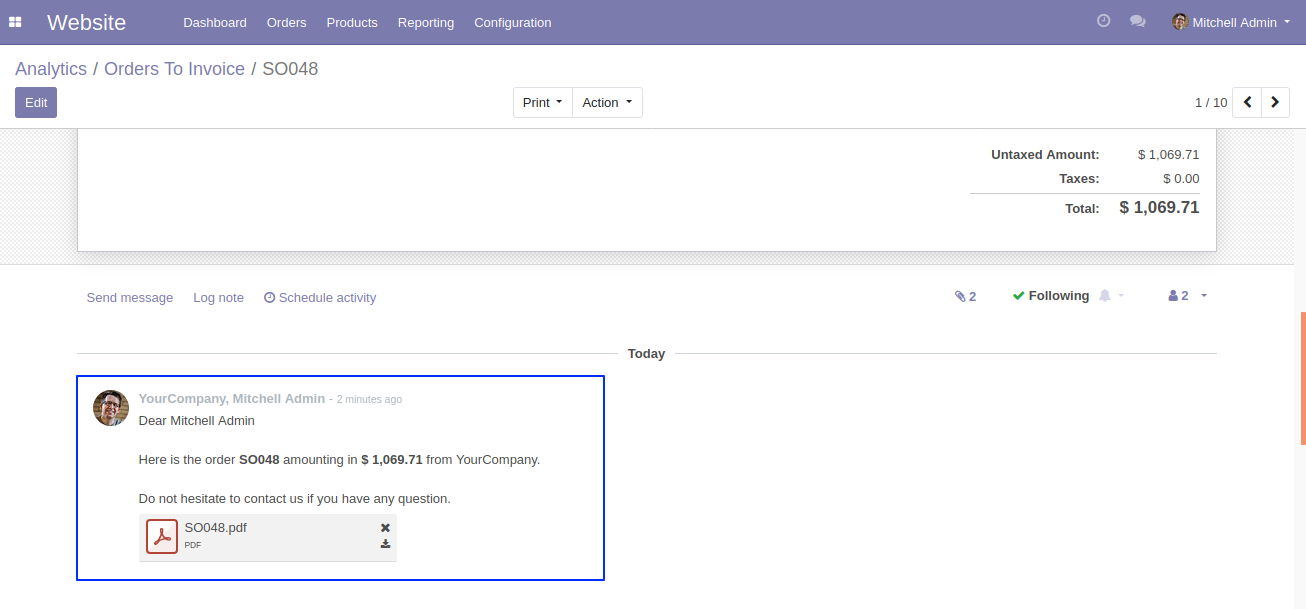 Website Dashboard Orders Products Reporting Configuration Mitchell Admin
Analytics / Orders To Invoice / SO048
Edit Print Action 1 / 10
Untaxed Amount: $ 1,069.71
Taxes: $ 0.00
Total: $ 1,069.71
Send message Log note Schedule activity 2 Following 2
Today
YourCompany, Mitchell Admin - 2 minutes ago
Dear Mitchell Admin
Here is the order SO048 amounting in $ 1,069.71 from YourCompany.
Do not hesitate to contact us if you have any question.
SO048.pdf
PDF